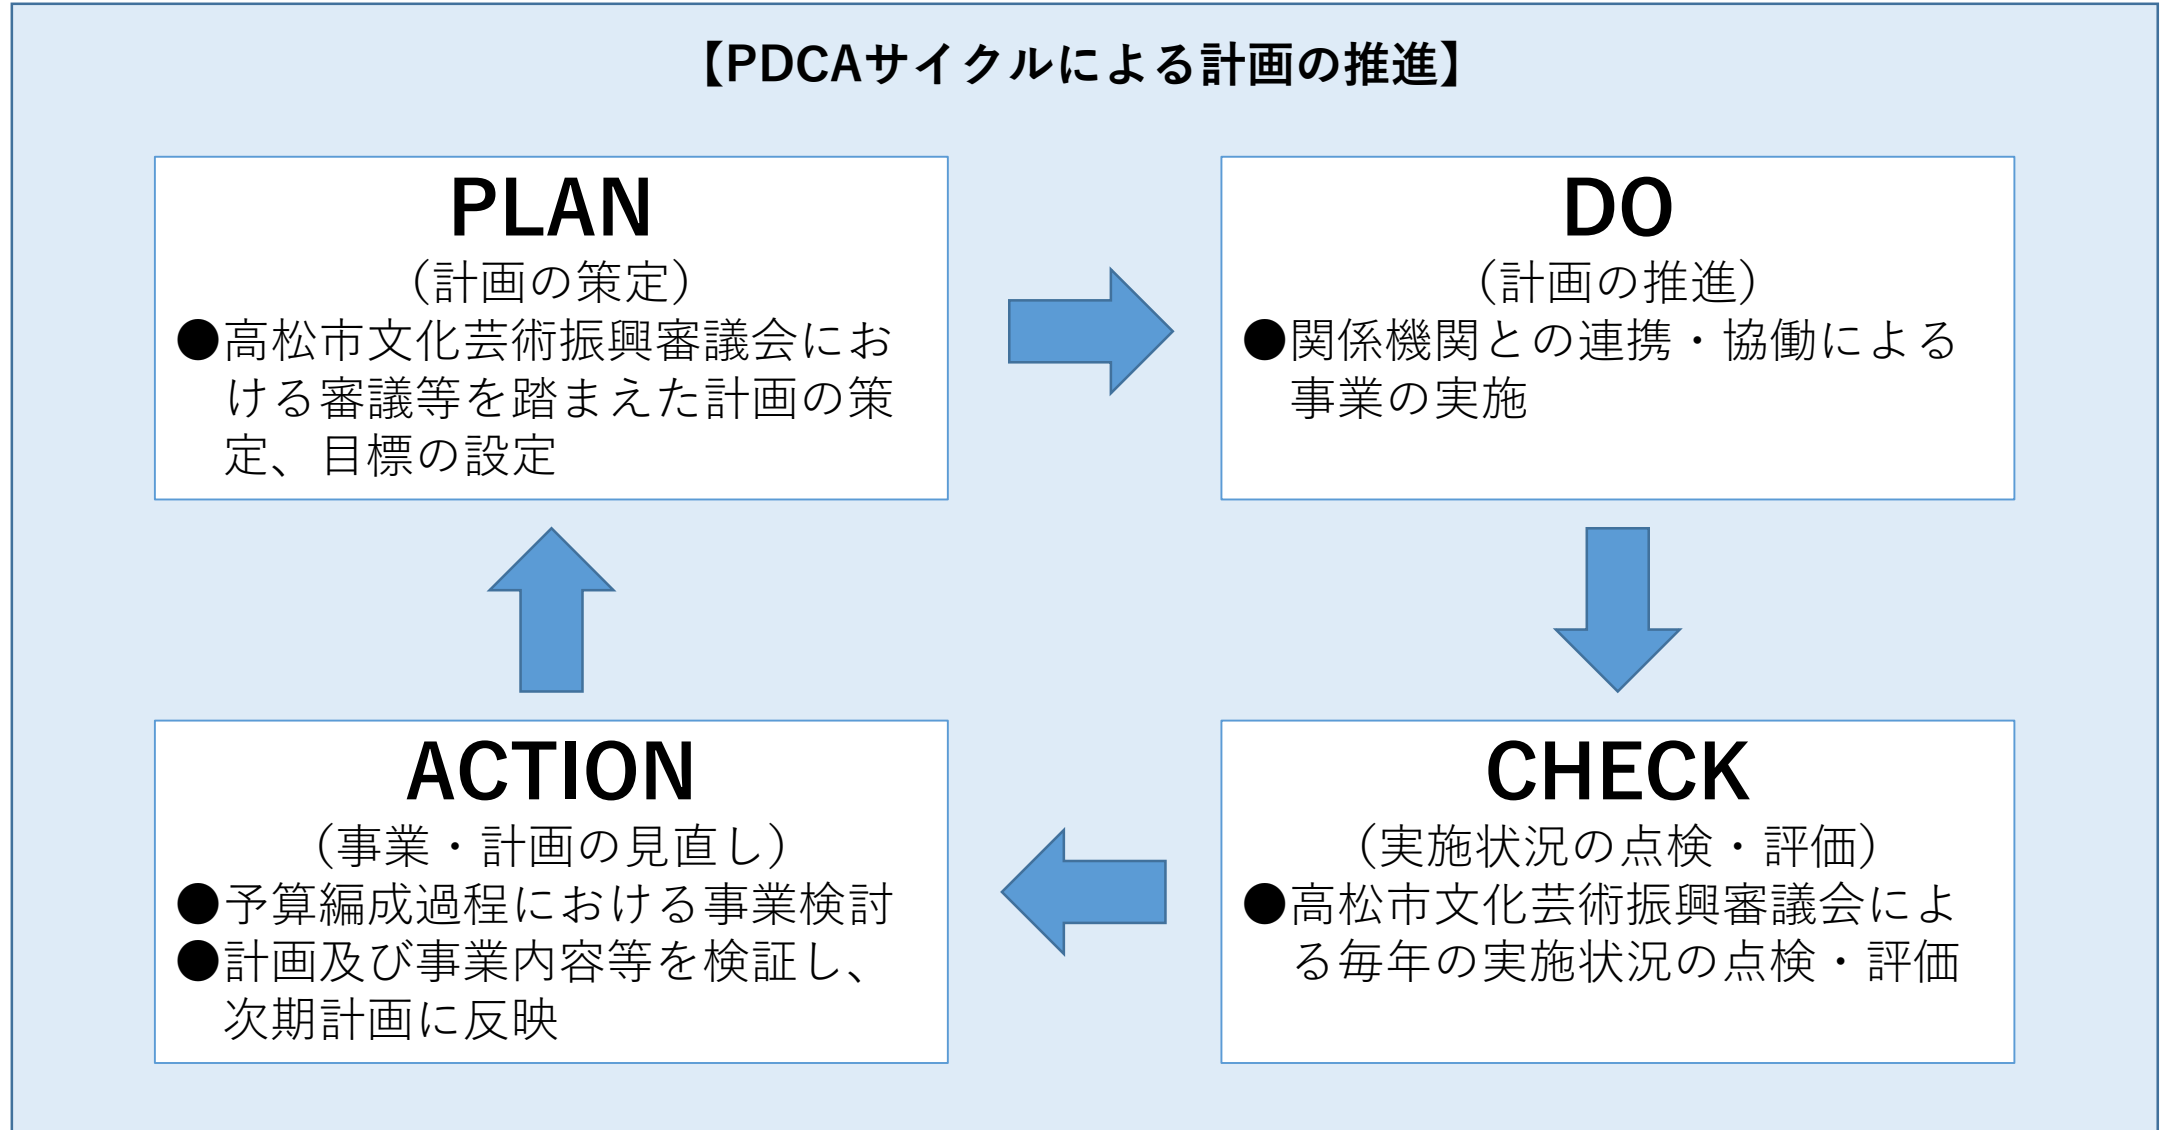 【PDCAサイクルによる計画の推進】
PLAN
（計画の策定）
●高松市文化芸術振興審議会にお
ける審議等を踏まえた計画の策
定、目標の設定
DO
（計画の推進）
●関係機関との連携・協働による
事業の実施
ACTION
（事業・計画の見直し）
●予算編成過程における事業検討
●計画及び事業内容等を検証し、
次期計画に反映
CHECK
（実施状況の点検・評価）
●高松市文化芸術振興審議会によ
る毎年の実施状況の点検・評価